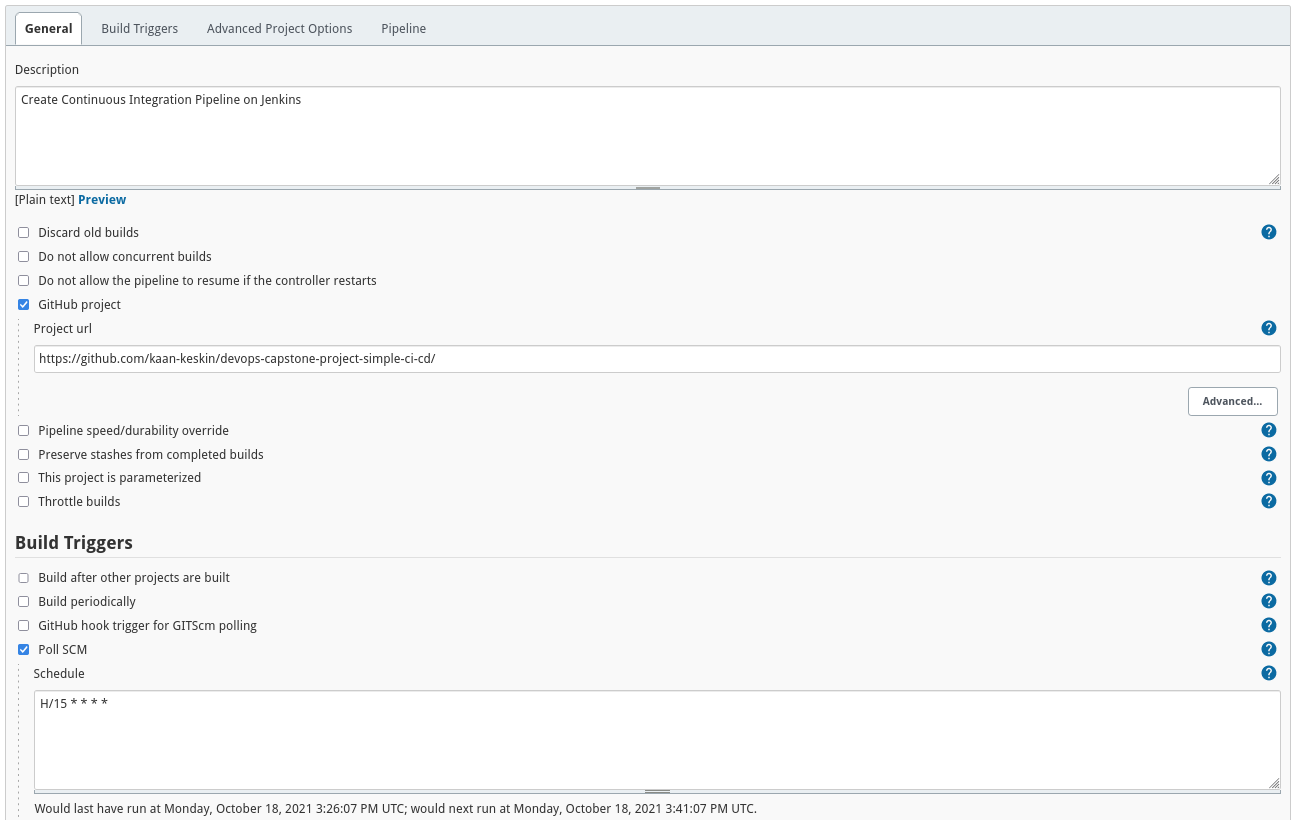 General Build Triggers Advanced Project Options Pipeline
Description
Create Continuous Integration Pipeline on Jenkins
[Plain text] Preview
Discard old builds ?
Do not allow concurrent builds
Do not allow the pipeline to resume if the controller restarts
GitHub project
Project url ?
https://github.com/kaan-keskin/devops-capstone-project-simple-ci-cd/
Advanced...
Pipeline speed/durability override ?
Preserve stashes from completed builds ?
This project is parameterized ?
Throttle builds ?
Build Triggers
Build after other projects are built ?
Build periodically ?
GitHub hook trigger for GITScm polling ?
Poll SCM ?
Schedule ?
H/15 * * * *
Would last have run at Monday, October 18, 2021 3:26:07 PM UTC; would next run at Monday, October 18, 2021 3:41:07 PM UTC.